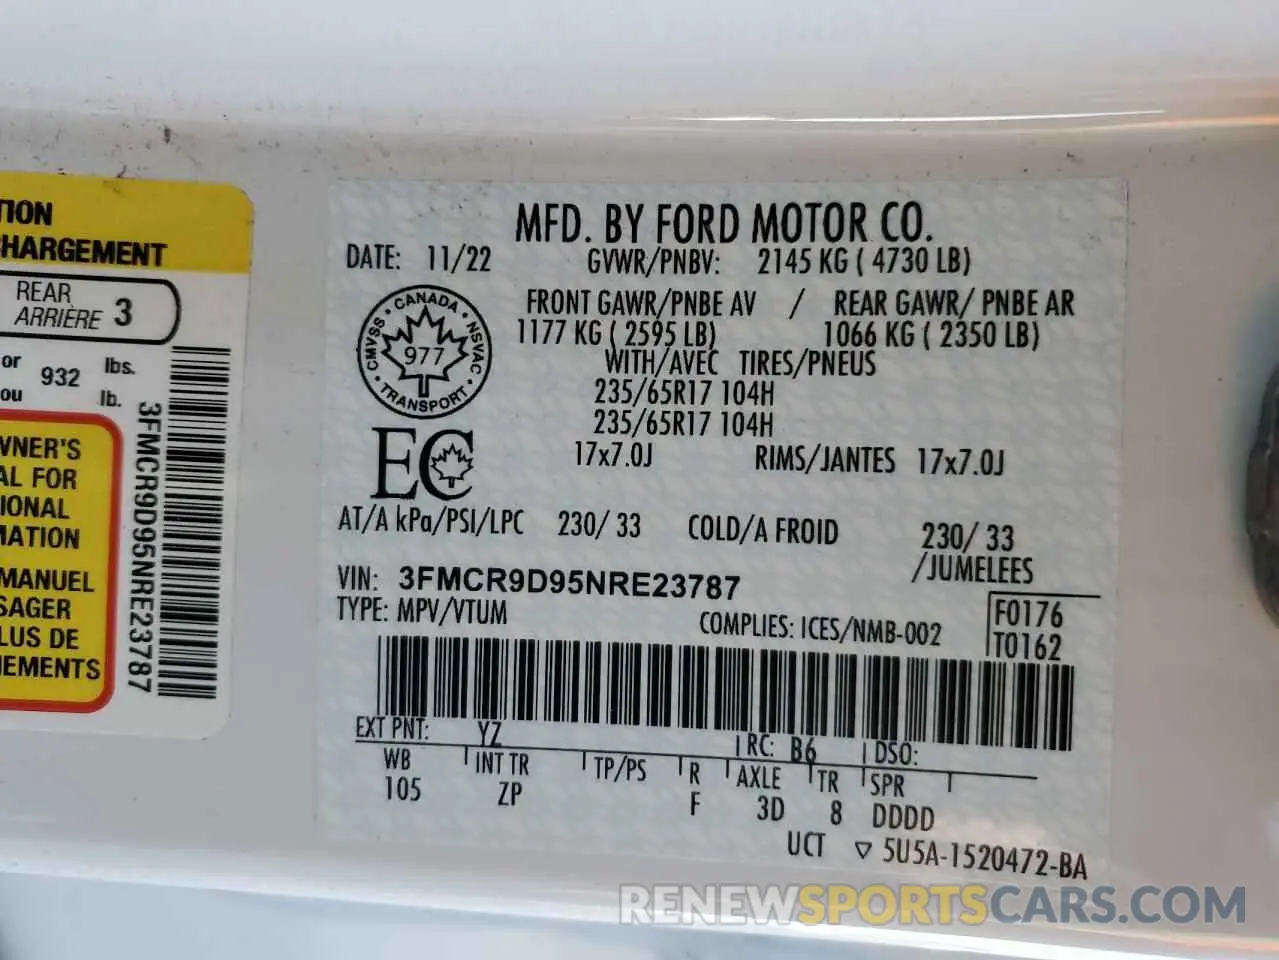 TION
CHARGEMENT
REAR
ARRIÈRE 3
or 932 lbs.
ou lb.
WNER'S
AL FOR
IONAL
MATION
MANUEL
SAGER
LUS DE
NEMENTS
3FMCR9D95NRE23787
MFD. BY FORD MOTOR CO.
DATE: 11/22 GVWR/PNBV: 2145 KG ( 4730 LB)
FRONT GAWR/PNBE AV / REAR GAWR/ PNBE AR
1177 KG ( 2595 LB) 1066 KG ( 2350 LB)
WITH/AVEC TIRES/PNEUS
235/65R17 104H
235/65R17 104H
17x7.0J RIMS/JANTES 17x7.0J
CANADA
CMVSS • NSVAC
977
TRANSPORT
EC
AT/A kPa/PSI/LPC 230/ 33 COLD/A FROID 230/ 33
/JUMELEES
VIN: 3FMCR9D95NRE23787
TYPE: MPV/VTUM COMPLIES: ICES/NMB-002
F0176
T0162
EXT PNT: YZ RC: B6 DSO:
WB INT TR TP/PS R AXLE TR SPR
105 ZP F 3D 8 DDDD
UCT ▽ 5U5A-1520472-BA
RENEWSPORTSCARS.COM